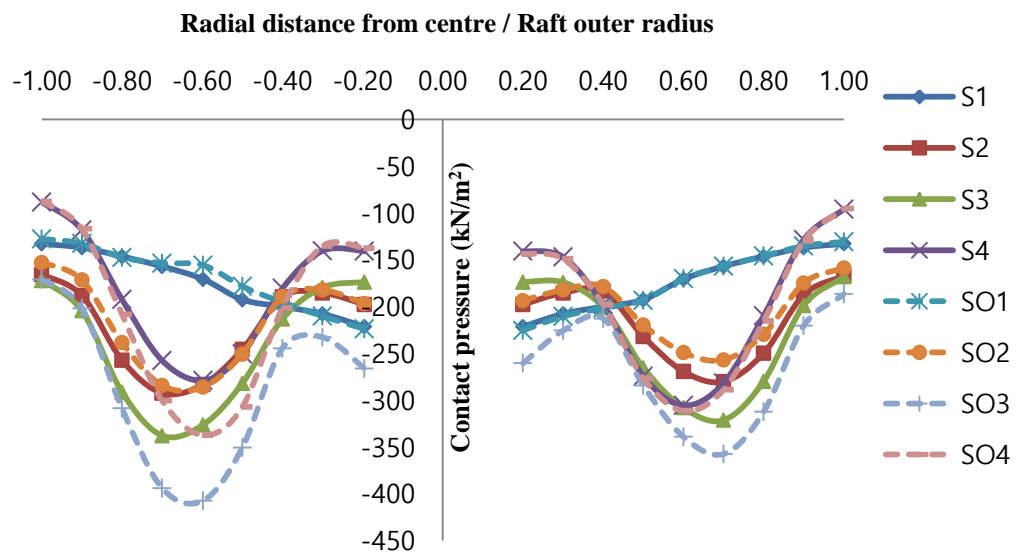 Radial distance from centre / Raft outer radius
-1.00 -0.80 -0.60 -0.40 -0.20 0.00 0.20 0.40 0.60 0.80 1.00
0
-50
-100
-150
-200
-250
-300
-350
-400
-450
Contact pressure (kN/m²)
S1
S2
S3
S4
SO1
SO2
SO3
SO4